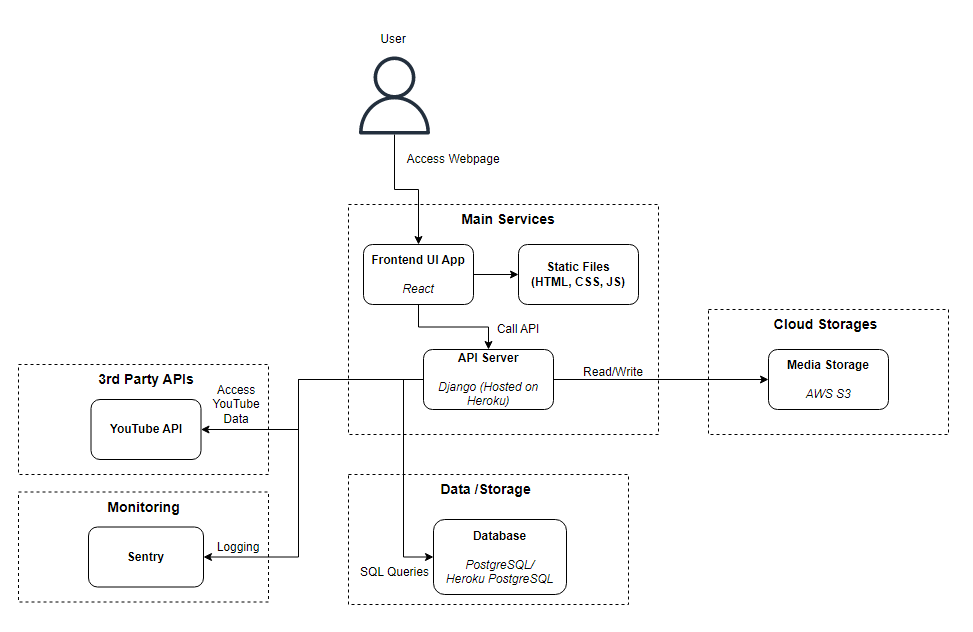 User
Access Webpage
Main Services
Frontend UI App
React
Static Files
(HTML, CSS, JS)
Call API
API Server
Django (Hosted on
Heroku)
Read/Write
Cloud Storages
Media Storage
AWS S3
3rd Party APIs
Access
YouTube
Data
YouTube API
Monitoring
Sentry
Logging
Data /Storage
Database
PostgreSQL/
Heroku PostgreSQL
SQL Queries